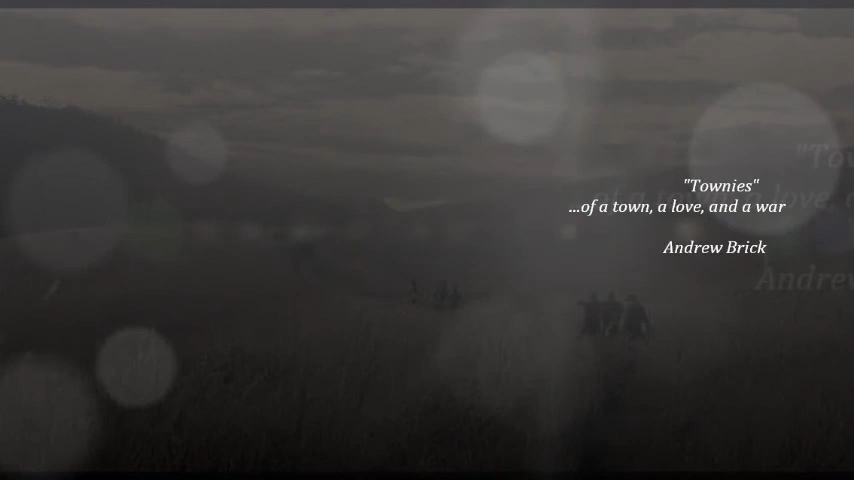 "Townies"
...of a town, a love, and a war
Andrew Brick